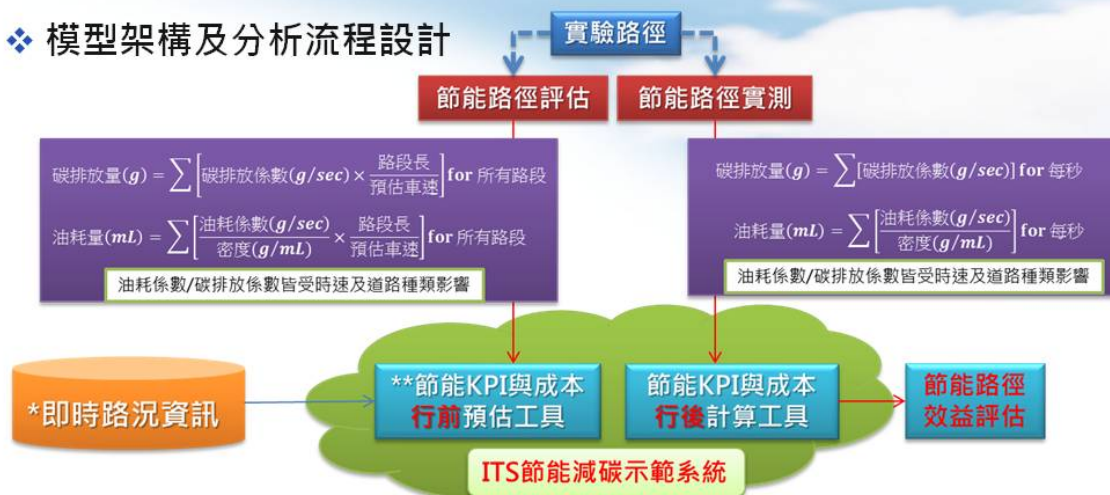 ❖ 模型架構及分析流程設計
實驗路徑
節能路徑評估
節能路徑實測
碳排放量(g) = ∑[碳排放係數(g/sec) × 路段長/預估車速] for 所有路段
油耗量(mL) = ∑[油耗係數(g/sec)/密度(g/mL) × 路段長/預估車速] for 所有路段
油耗係數/碳排放係數皆受時速及道路種類影響
碳排放量(g) = ∑[碳排放係數(g/sec)] for 每秒
油耗量(mL) = ∑[油耗係數(g/sec)/密度(g/mL)] for 每秒
油耗係數/碳排放係數皆受時速及道路種類影響
*即時路況資訊
**節能KPI與成本
行前預估工具
節能KPI與成本
行後計算工具
節能路徑
效益評估
ITS節能減碳示範系統